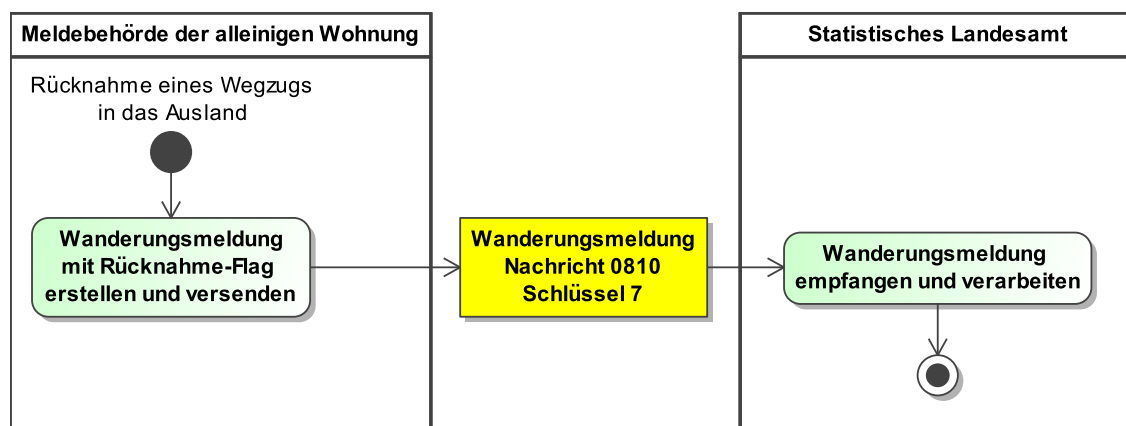 Meldebehörde der alleinigen Wohnung
Statistisches Landesamt
Rücknahme eines Wegzugs
in das Ausland
Wanderungsmeldung
mit Rücknahme-Flag
erstellen und versenden
Wanderungsmeldung
Nachricht 0810
Schlüssel 7
Wanderungsmeldung
empfangen und verarbeiten